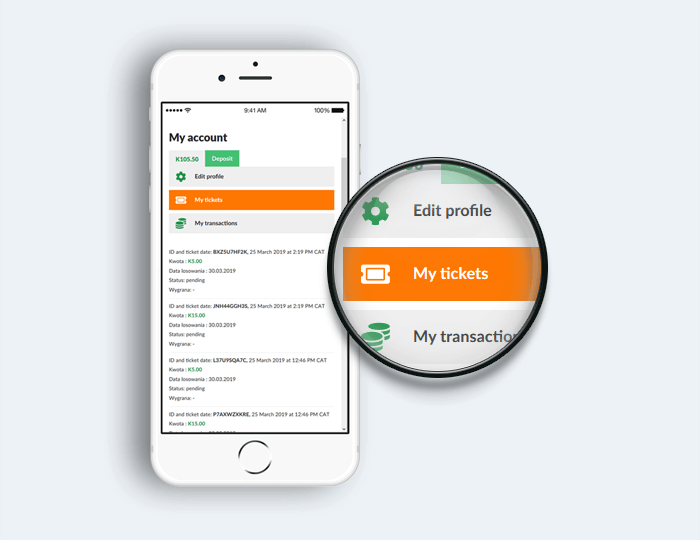 9:41 AM 100%
My account
K105.50 Deposit
Edit profile
My tickets
My transactions
ID and ticket date: BXZ5U7HF2K, 25 March 2019 at 2:19 PM CAT
Kwota : K5.00
Data losowania : 30.03.2019
Status: pending
Wygrana: -
ID and ticket date: JNH44GGH3S, 25 March 2019 at 2:19 PM CAT
Kwota : K15.00
Data losowania : 30.03.2019
Status: pending
Wygrana: -
ID and ticket date: L37U95QA7C, 25 March 2019 at 12:46 PM CAT
Kwota : K5.00
Data losowania : 30.03.2019
Status: pending
Wygrana: -
ID and ticket date: P7AXWZXKRE, 25 March 2019 at 12:46 PM CAT
Kwota : K15.00
Edit profile
My tickets
My transaction